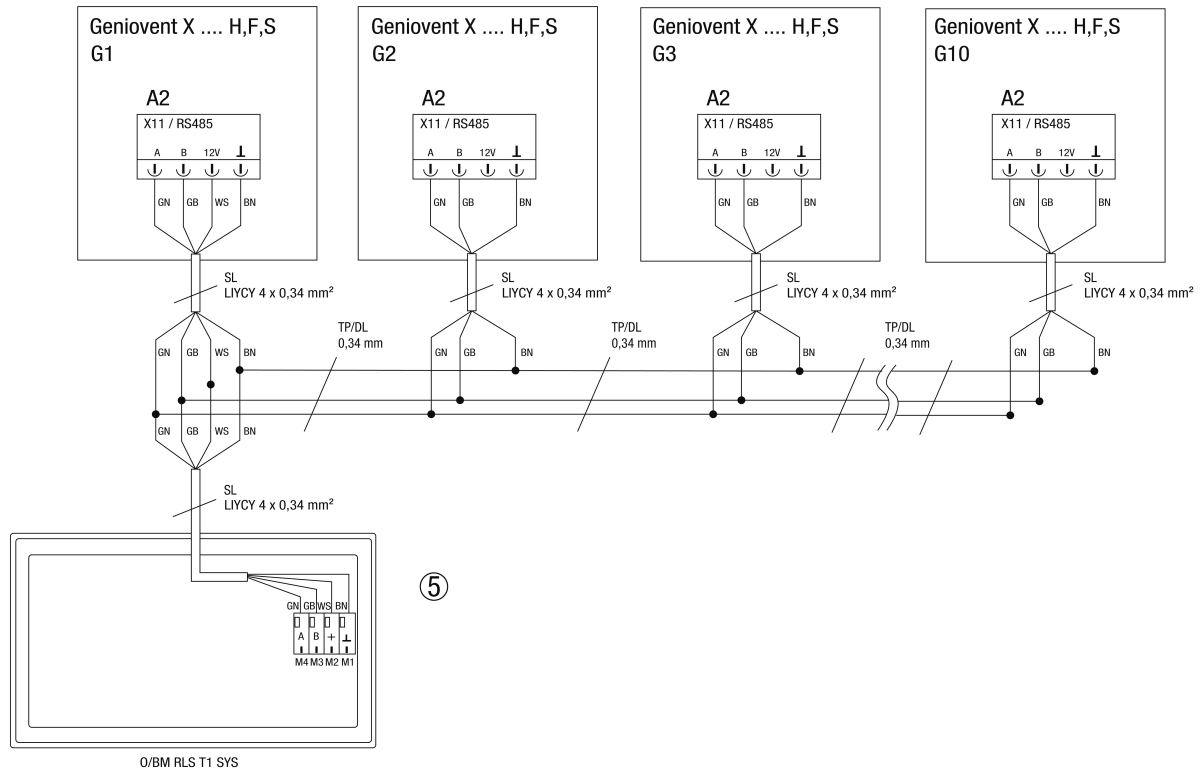 Geniovent X .... H,F,S
G1
A2
X11 / RS485
A B 12V ⊥
GN GB WS BN
SL
LIYCY 4 x 0,34 mm²
Geniovent X .... H,F,S
G2
A2
X11 / RS485
A B 12V ⊥
GN GB BN
SL
LIYCY 4 x 0,34 mm²
Geniovent X .... H,F,S
G3
A2
X11 / RS485
A B 12V ⊥
GN GB BN
SL
LIYCY 4 x 0,34 mm²
Geniovent X .... H,F,S
G10
A2
X11 / RS485
A B 12V ⊥
GN GB BN
SL
LIYCY 4 x 0,34 mm²
GN GB WS BN
TP/DL
0,34 mm
GN GB BN
TP/DL
0,34 mm
GN GB BN
TP/DL
0,34 mm
GN GB BN
GN GB WS BN
SL
LIYCY 4 x 0,34 mm²
⑤
GN GB WS BN
A B + ⊥
M4 M3 M2 M1
O/BM RLS T1 SYS